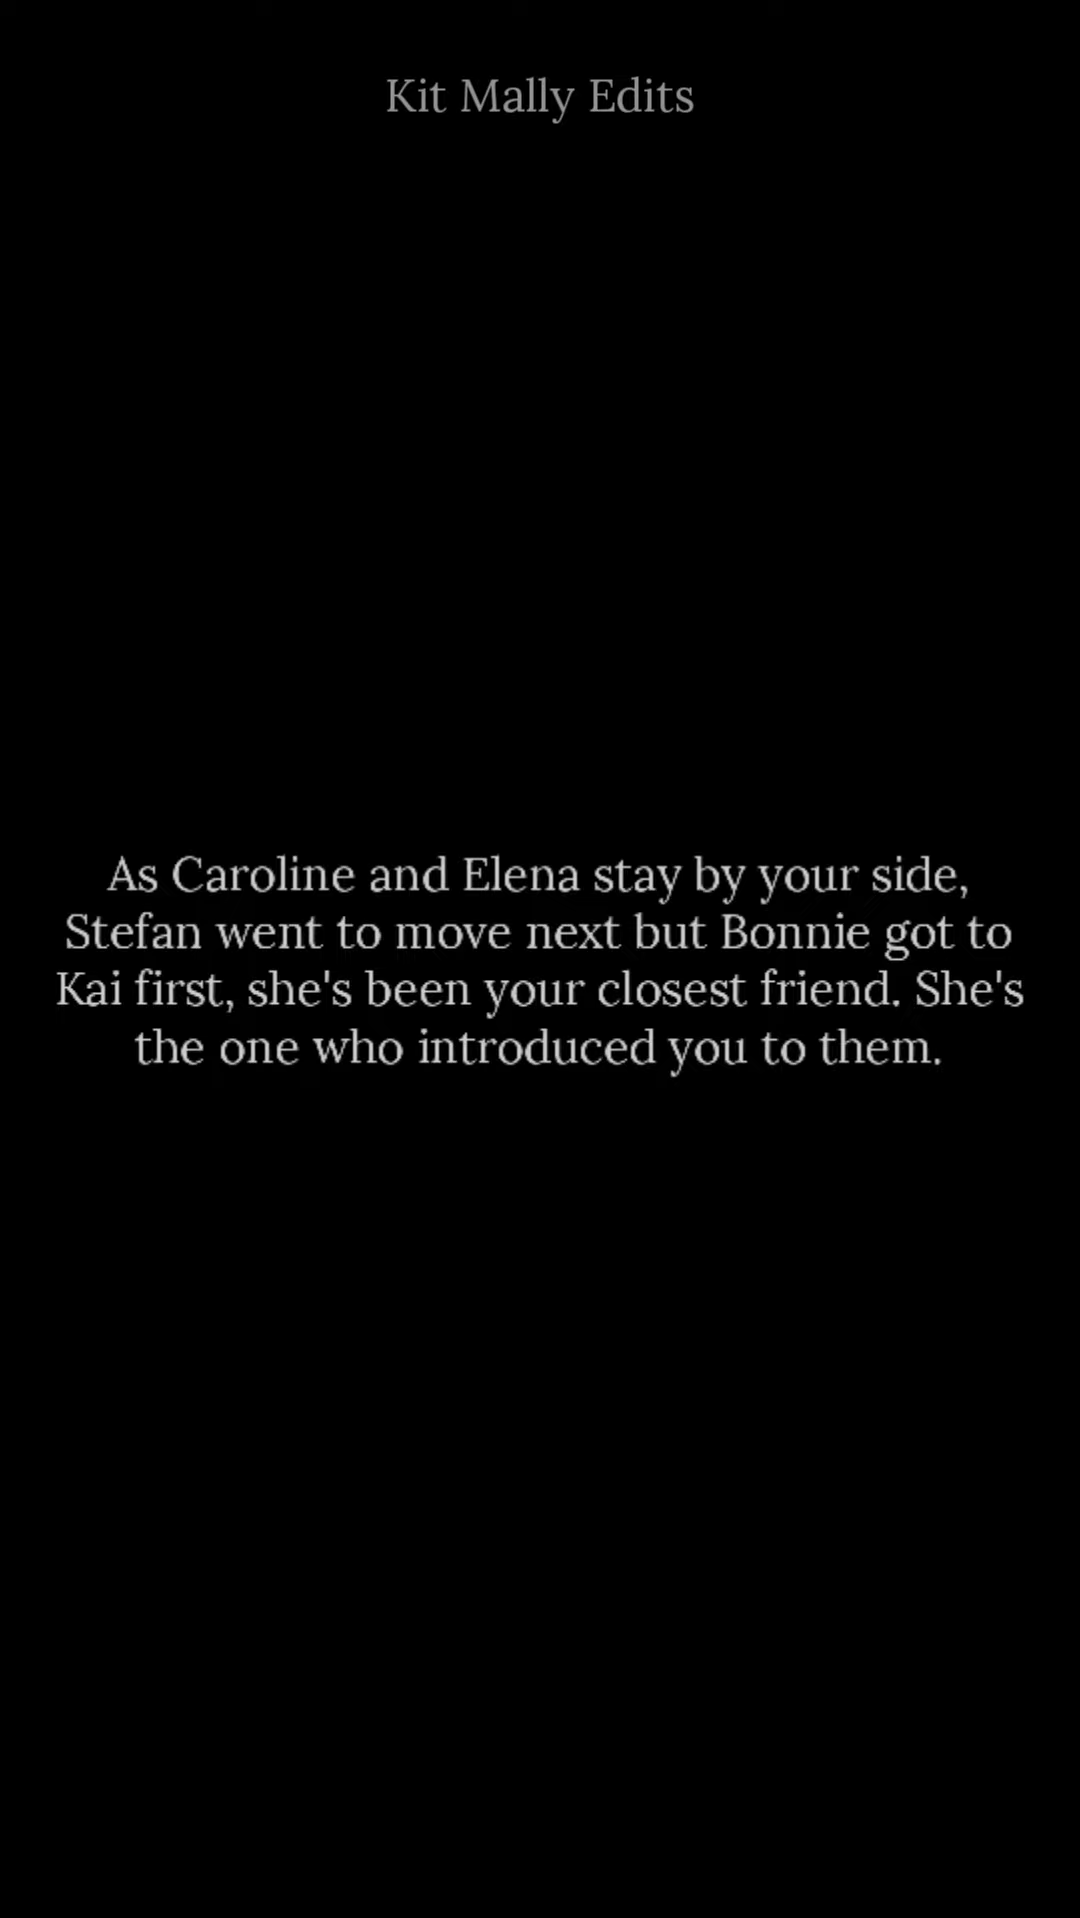 Kit Mally Edits
As Caroline and Elena stay by your side,
Stefan went to move next but Bonnie got to
Kai first, she's been your closest friend. She's
the one who introduced you to them.